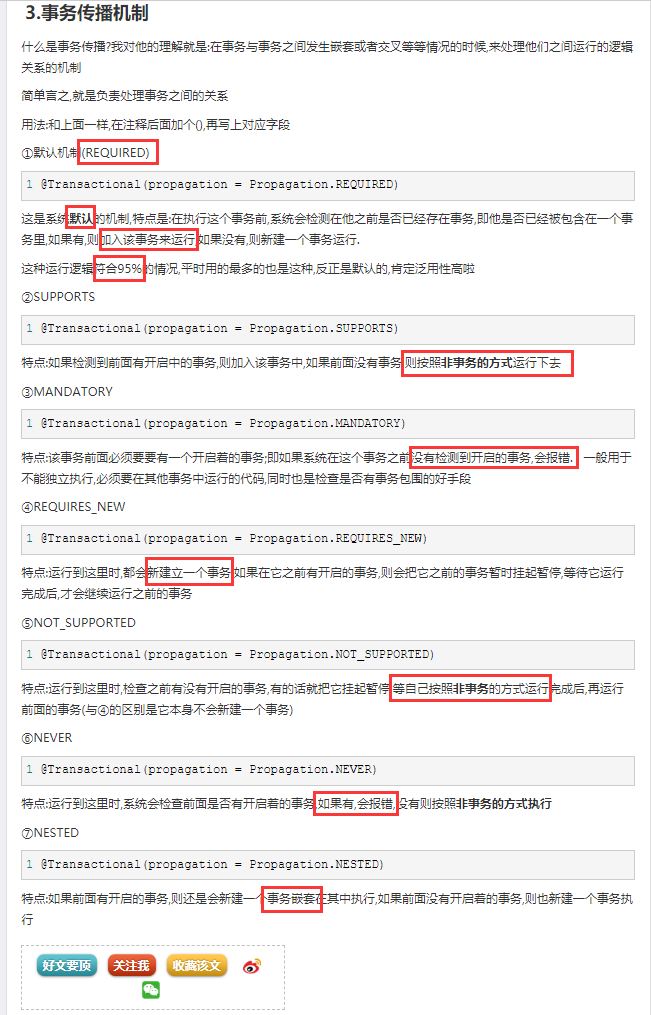 3.事务传播机制
什么是事务传播?我对他的理解就是:在事务与事务之间发生嵌套或者交叉等等情况的时候,来处理他们之间运行的逻辑
关系的机制
简单言之,就是负责处理事务之间的关系
用法:和上面一样,在注释后面加个(),再写上对应字段
①默认机制(REQUIRED)
1 @Transactional(propagation = Propagation.REQUIRED)
这是系统默认的机制,特点是:在执行这个事务前,系统会检测在他之前是否已经存在事务,即他是否已经被包含在一个事
务里,如果有,则加入该事务来运行,如果没有,则新建一个事务运行.
这种运行逻辑符合95%的情况,平时用的最多的也是这种,反正是默认的,肯定泛用性高啦
②SUPPORTS
1 @Transactional(propagation = Propagation.SUPPORTS)
特点:如果检测到前面有开启中的事务,则加入该事务中,如果前面没有事务,则按照非事务的方式运行下去
③MANDATORY
1 @Transactional(propagation = Propagation.MANDATORY)
特点:该事务前面必须要要有一个开启着的事务;即如果系统在这个事务之前没有检测到开启的事务,会报错. 一般用于
不能独立执行,必须要在其他事务中运行的代码,同时也是检查是否有事务包围的好手段
④REQUIRES_NEW
1 @Transactional(propagation = Propagation.REQUIRES_NEW)
特点:运行到这里时,都会新建立一个事务,如果在它之前有开启的事务,则会把它之前的事务暂时挂起暂停,等待它运行
完成后,才会继续运行之前的事务
⑤NOT_SUPPORTED
1 @Transactional(propagation = Propagation.NOT_SUPPORTED)
特点:运行到这里时,检查之前有没有开启的事务,有的话就把它挂起暂停,等自己按照非事务的方式运行完成后,再运行
前面的事务(与④的区别是它本身不会新建一个事务)
⑥NEVER
1 @Transactional(propagation = Propagation.NEVER)
特点:运行到这里时,系统会检查前面是否有开启着的事务,如果有,会报错,没有则按照非事务的方式执行
⑦NESTED
1 @Transactional(propagation = Propagation.NESTED)
特点:如果前面有开启的事务,则还是会新建一个事务嵌套在其中执行,如果前面没有开启着的事务,则也新建一个事务执
行
好文要顶 关注我 收藏该文